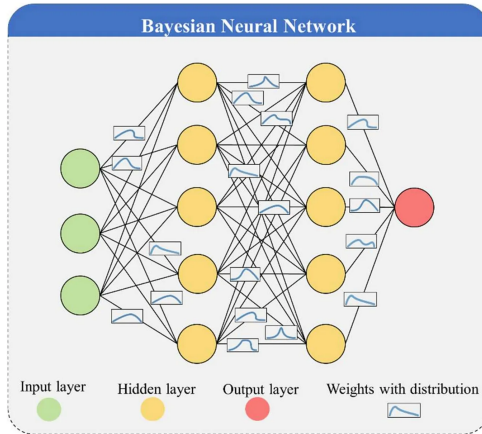 Bayesian Neural Network
Input layer
Hidden layer
Output layer
Weights with distribution